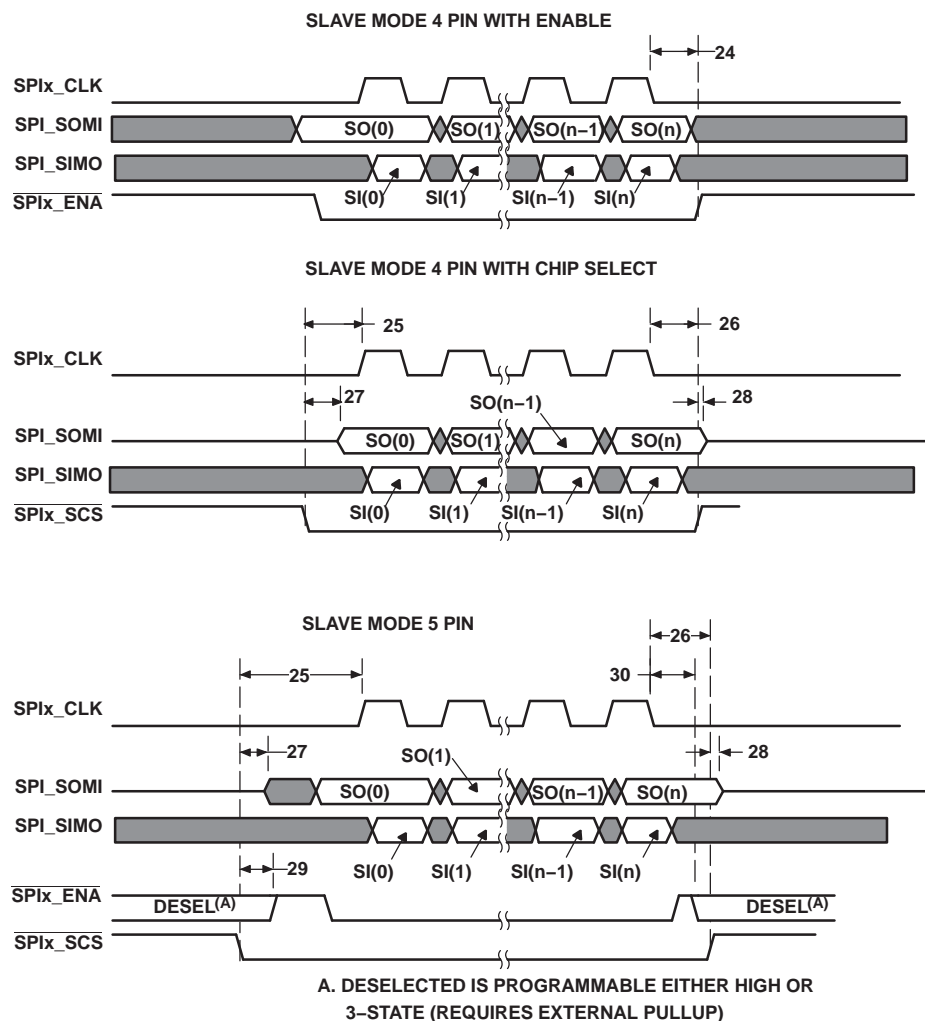 SLAVE MODE 4 PIN WITH ENABLE
24
SPIx_CLK
SPI_SOMI
SO(0) SO(1) SO(n−1) SO(n)
SPI_SIMO
SI(0) SI(1) SI(n−1) SI(n)
SPIx_ENA
SLAVE MODE 4 PIN WITH CHIP SELECT
25 26
SPIx_CLK
27 SO(n−1) 28
SPI_SOMI
SO(0) SO(1) SO(n)
SPI_SIMO
SI(0) SI(1) SI(n−1) SI(n)
SPIx_SCS
SLAVE MODE 5 PIN
26
25 30
SPIx_CLK
27 SO(1) 28
SPI_SOMI
SO(0) SO(n−1) SO(n)
SPI_SIMO
29 SI(0) SI(1) SI(n−1) SI(n)
SPIx_ENA
DESEL(A) DESEL(A)
SPIx_SCS
A. DESELECTED IS PROGRAMMABLE EITHER HIGH OR
3−STATE (REQUIRES EXTERNAL PULLUP)